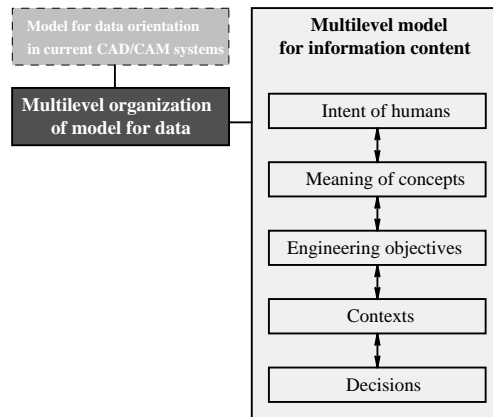 Model for data orientation
in current CAD/CAM systems
Multilevel organization
of model for data
Multilevel model
for information content
Intent of humans
Meaning of concepts
Engineering objectives
Contexts
Decisions